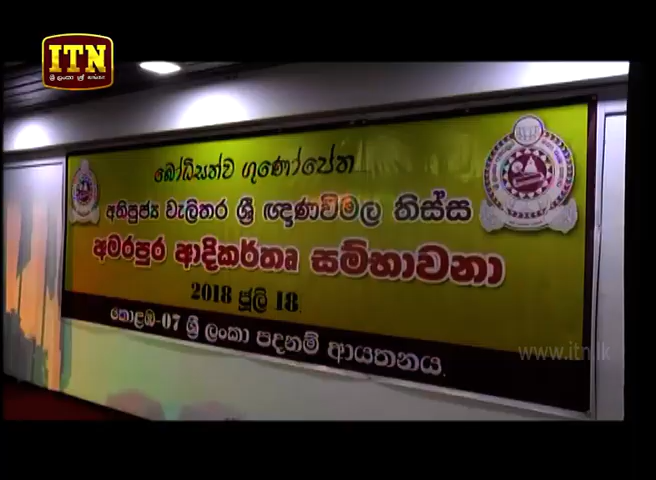 ITN
ශ්‍රී ලංකා ශ්‍රී සභා
බෝධිසත්ව ගුණෝපේත
අතිපූජ්‍ය වැලිතර ශ්‍රී ඥාණවිමල තිස්ස
අමරපුර ආදිකර්තෘ සම්භාවනා
2018 ජූලි 18
කොළඹ-07 ශ්‍රී ලංකා පදනම් ආයතනය.
www.itn.lk